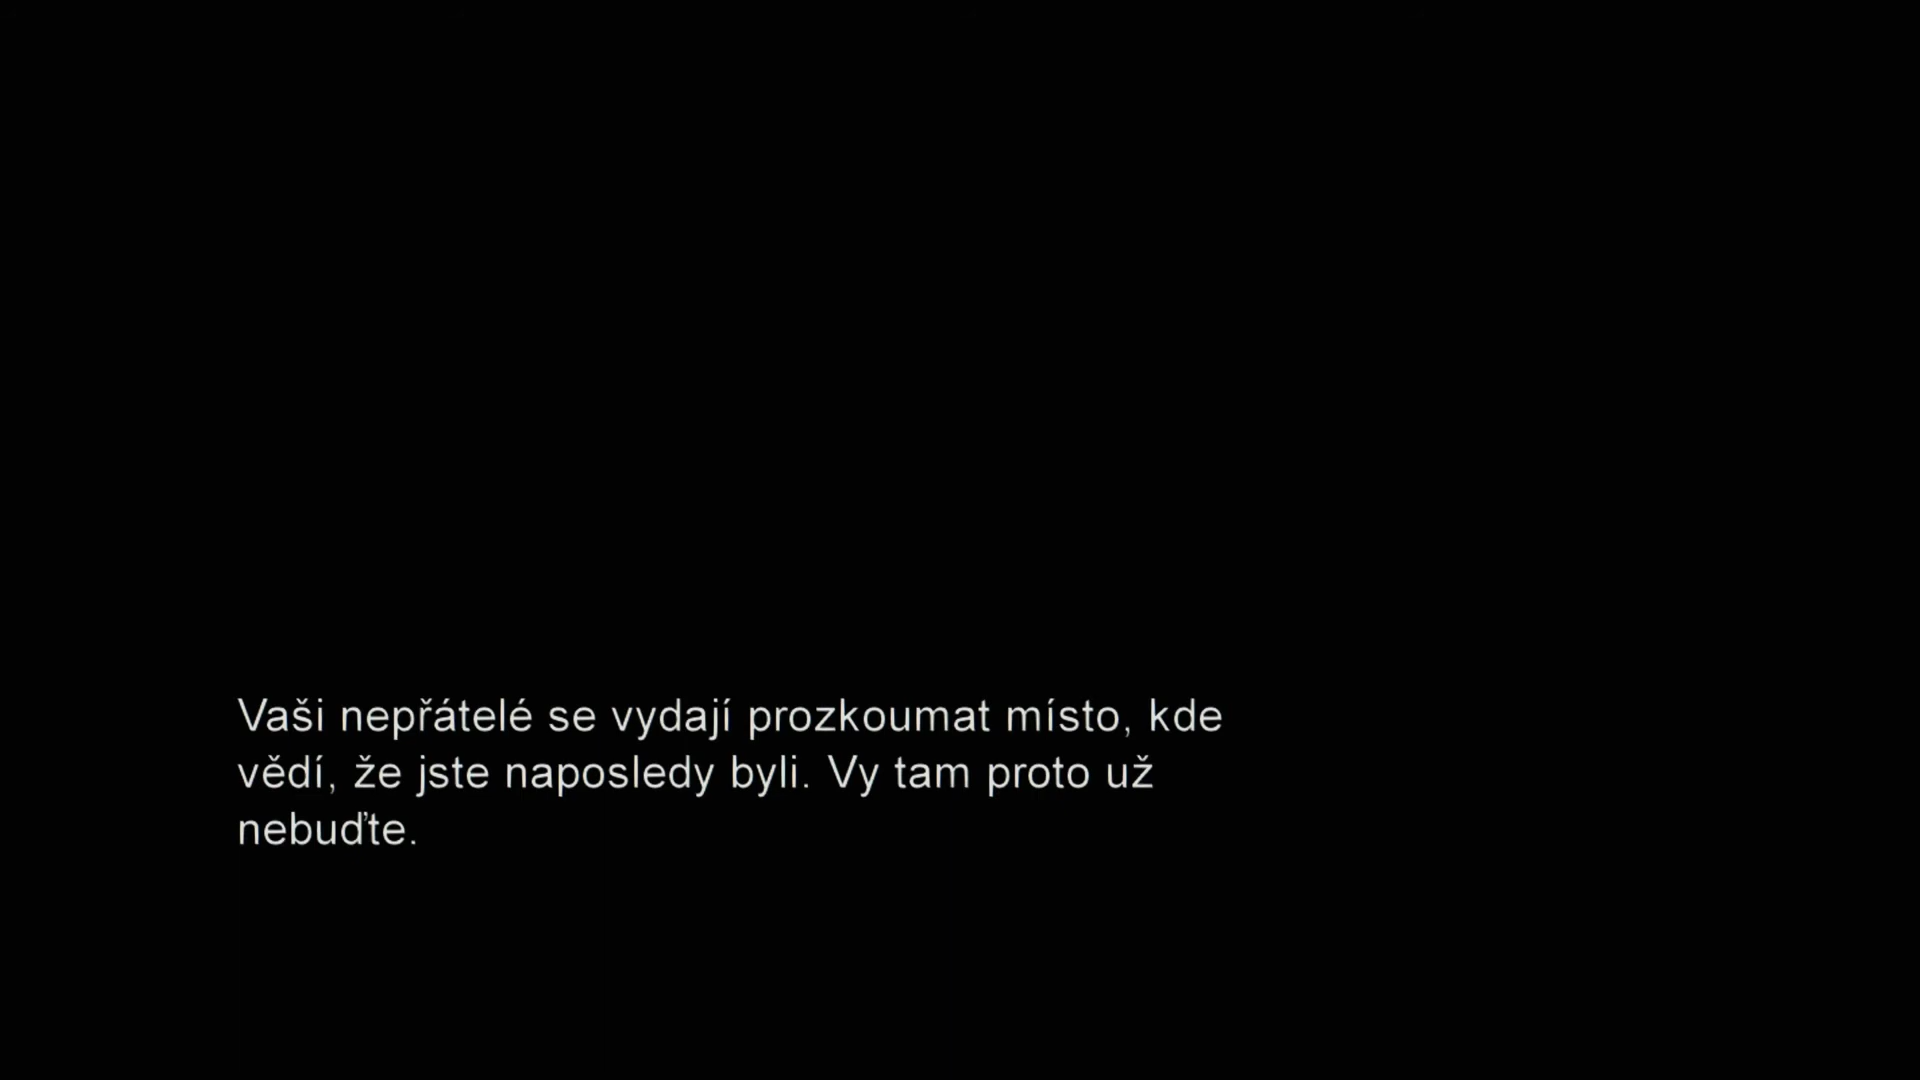 Vaši nepřátelé se vydají prozkoumat místo, kde
vědí, že jste naposledy byli. Vy tam proto už
nebuďte.